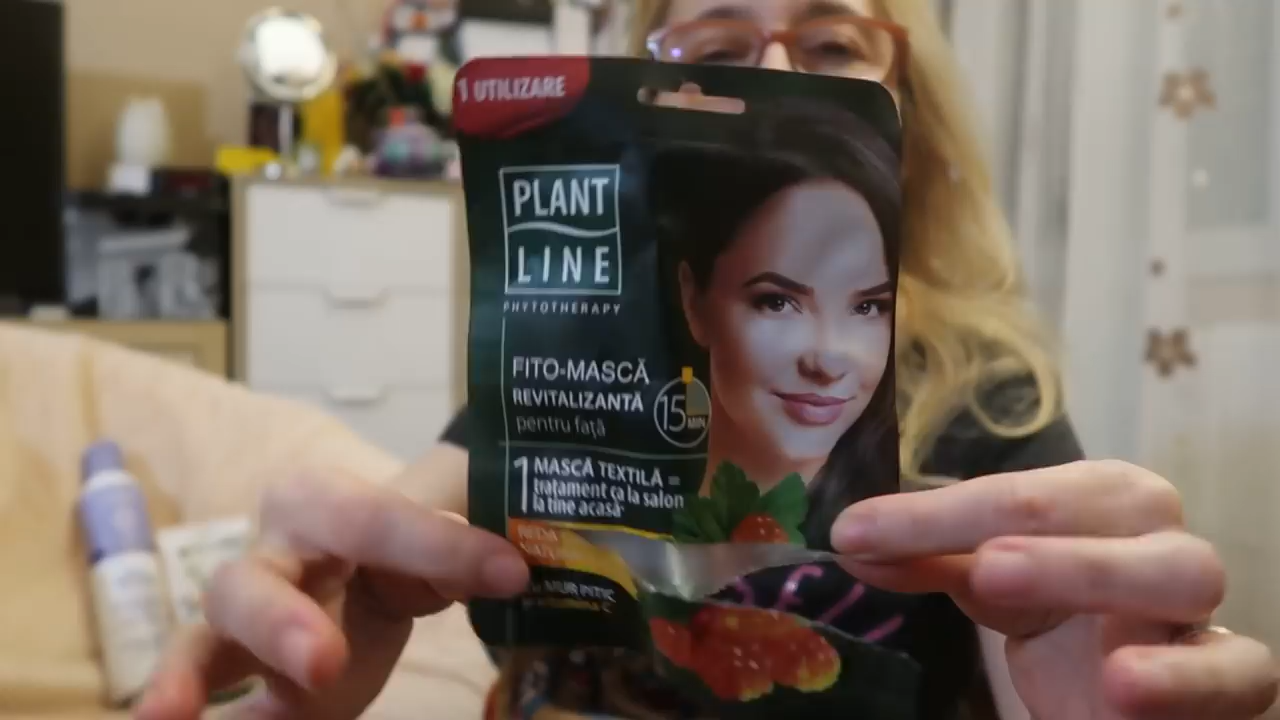 1 UTILIZARE
PLANT
LINE
PHYTOTHERAPY
FITO-MASCĂ
REVITALIZANTĂ
pentru față
15
MIN
1 MASCĂ TEXTILĂ =
tratament ca la salon
la tine acasă
REDĂ
MUR PITIC